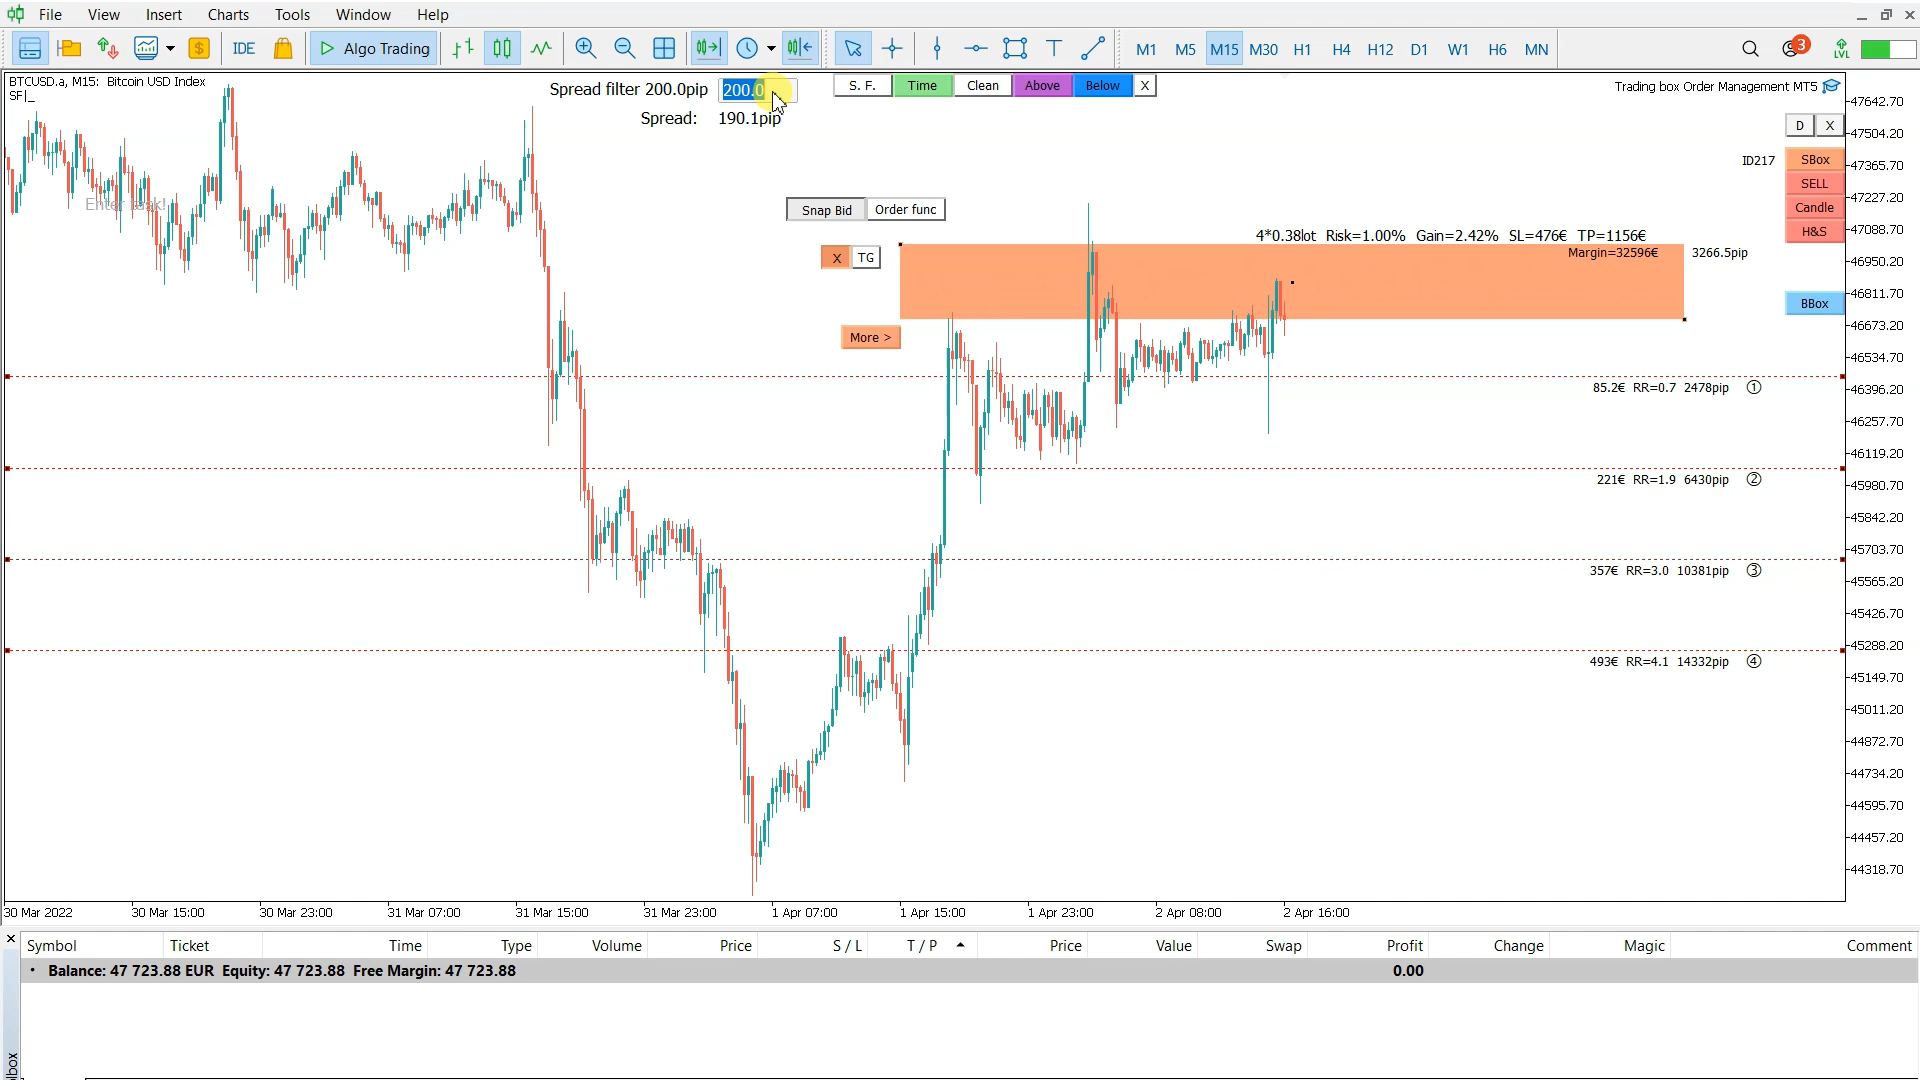 File View Insert Charts Tools Window Help
IDE Algo Trading M1 M5 M15 M30 H1 H4 H12 D1 W1 H6 MN 3 LVL
BTCUSD.a, M15: Bitcoin USD Index
SF|_
Spread filter 200.0pip 200.0
Spread: 190.1pip
S. F. Time Clean Above Below X
Trading box Order Management MT5
D X
ID217 SBox
SELL
Candle
H&S
BBox
Snap Bid Order func
4*0.38lot Risk=1.00% Gain=2.42% SL=476€ TP=1156€
Margin=32596€ 3266.5pip
X TG
More >
85.2€ RR=0.7 2478pip ①
221€ RR=1.9 6430pip ②
357€ RR=3.0 10381pip ③
493€ RR=4.1 14332pip ④
47642.70
47504.20
47365.70
47227.20
47088.70
46950.20
46811.70
46673.20
46534.70
46396.20
46257.70
46119.20
45980.70
45842.20
45703.70
45565.20
45426.70
45288.20
45149.70
45011.20
44872.70
44734.20
44595.70
44457.20
44318.70
30 Mar 2022 30 Mar 15:00 30 Mar 23:00 31 Mar 07:00 31 Mar 15:00 31 Mar 23:00 1 Apr 07:00 1 Apr 15:00 1 Apr 23:00 2 Apr 08:00 2 Apr 16:00
Symbol Ticket Time Type Volume Price S / L T / P Price Value Swap Profit Change Magic Comment
Balance: 47 723.88 EUR Equity: 47 723.88 Free Margin: 47 723.88 0.00